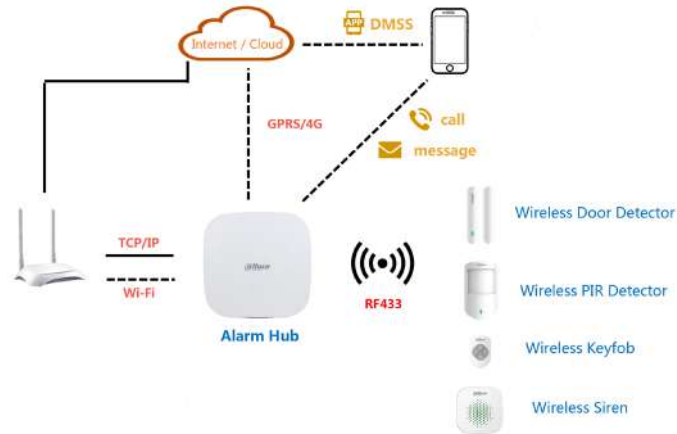 APP DMSS
Internet / Cloud
GPRS/4G
call
message
Wireless Door Detector
TCP/IP
alhua
Wi-Fi
RF433
Wireless PIR Detector
Alarm Hub
Wireless Keyfob
Wireless Siren